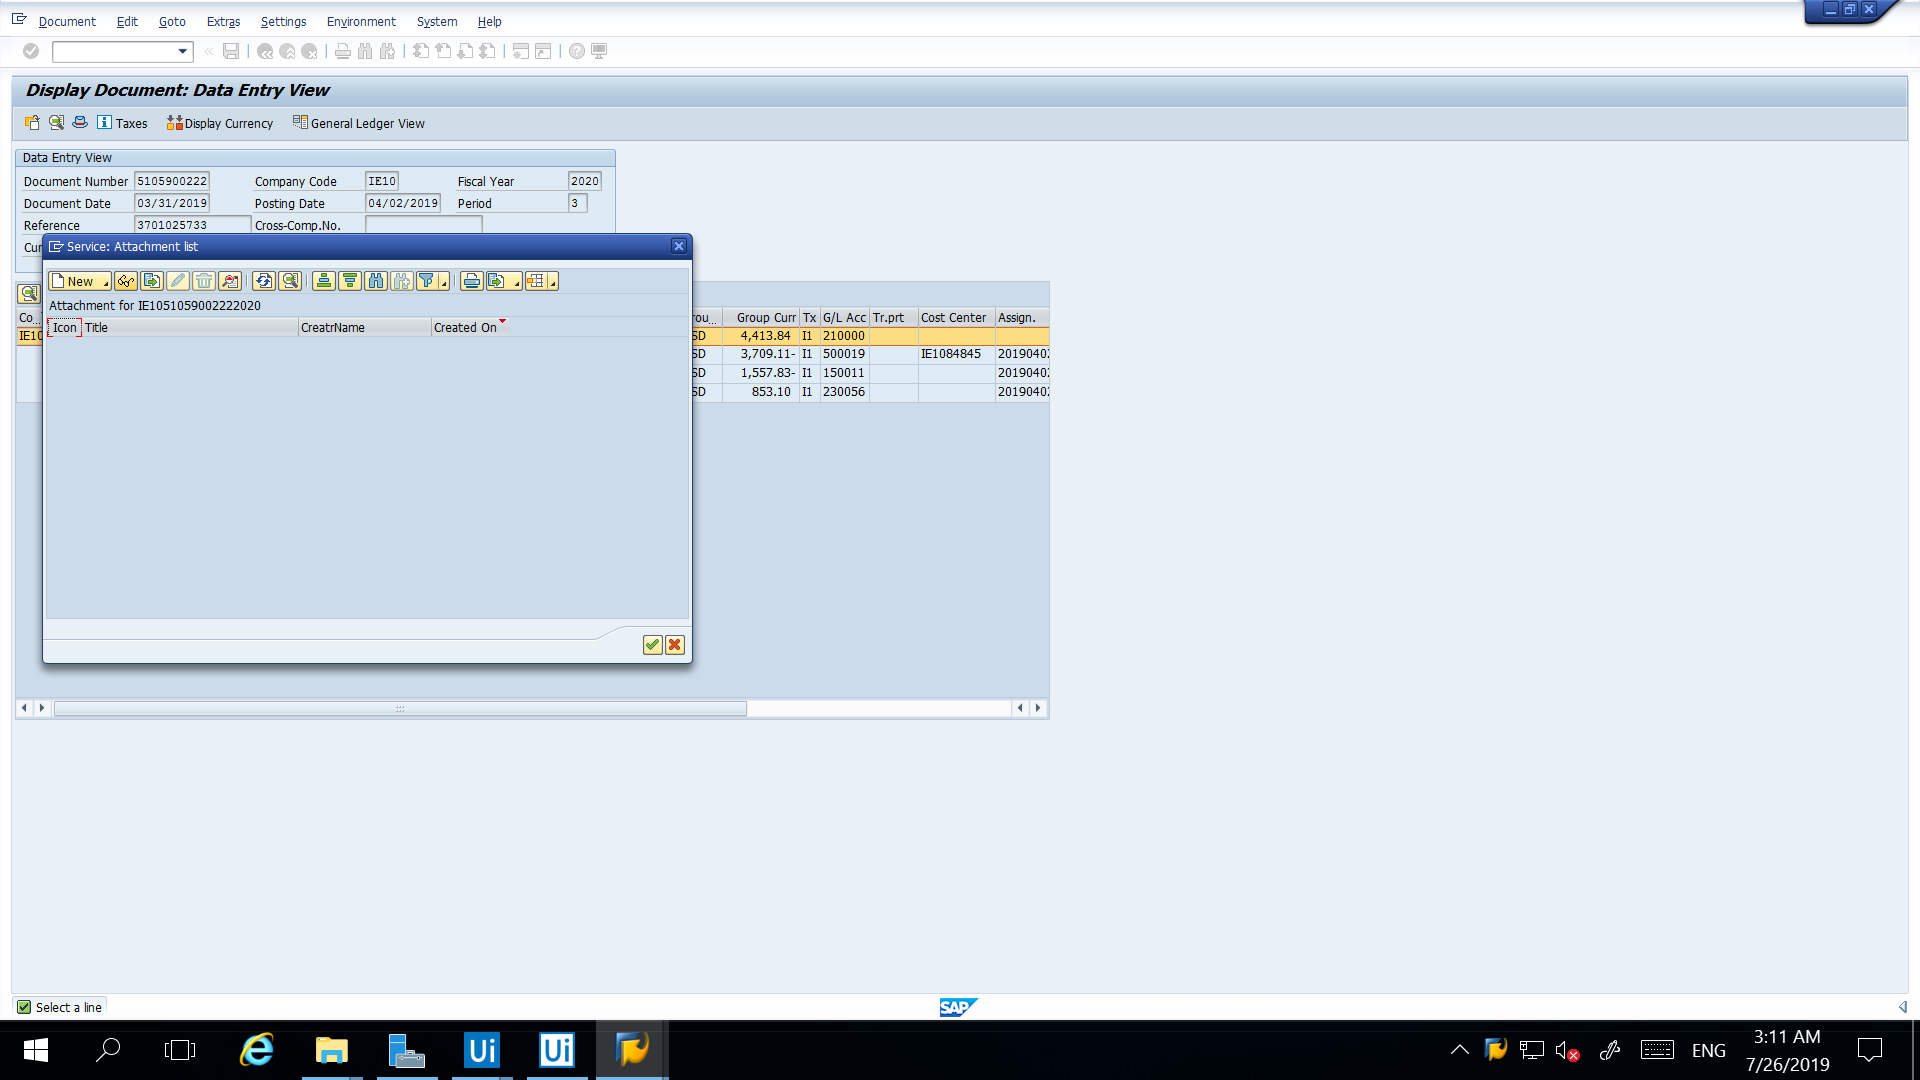 Document Edit Goto Extras Settings Environment System Help
Display Document: Data Entry View
Taxes Display Currency General Ledger View
Data Entry View
Document Number 5105900222 Company Code IE10 Fiscal Year 2020
Document Date 03/31/2019 Posting Date 04/02/2019 Period 3
Reference 3701025733 Cross-Comp.No.
Cur
Service: Attachment list
New
Attachment for IE1051059002222020
Icon Title CreatrName Created On
Co... rou... Group Curr Tx G/L Acc Tr.prt Cost Center Assign.
IE10 SD 4,413.84 I1 210000
SD 3,709.11- I1 500019 IE1084845 2019040
SD 1,557.83- I1 150011 2019040
SD 853.10 I1 230056 2019040
Select a line SAP
Ui Ui ENG 3:11 AM
7/26/2019